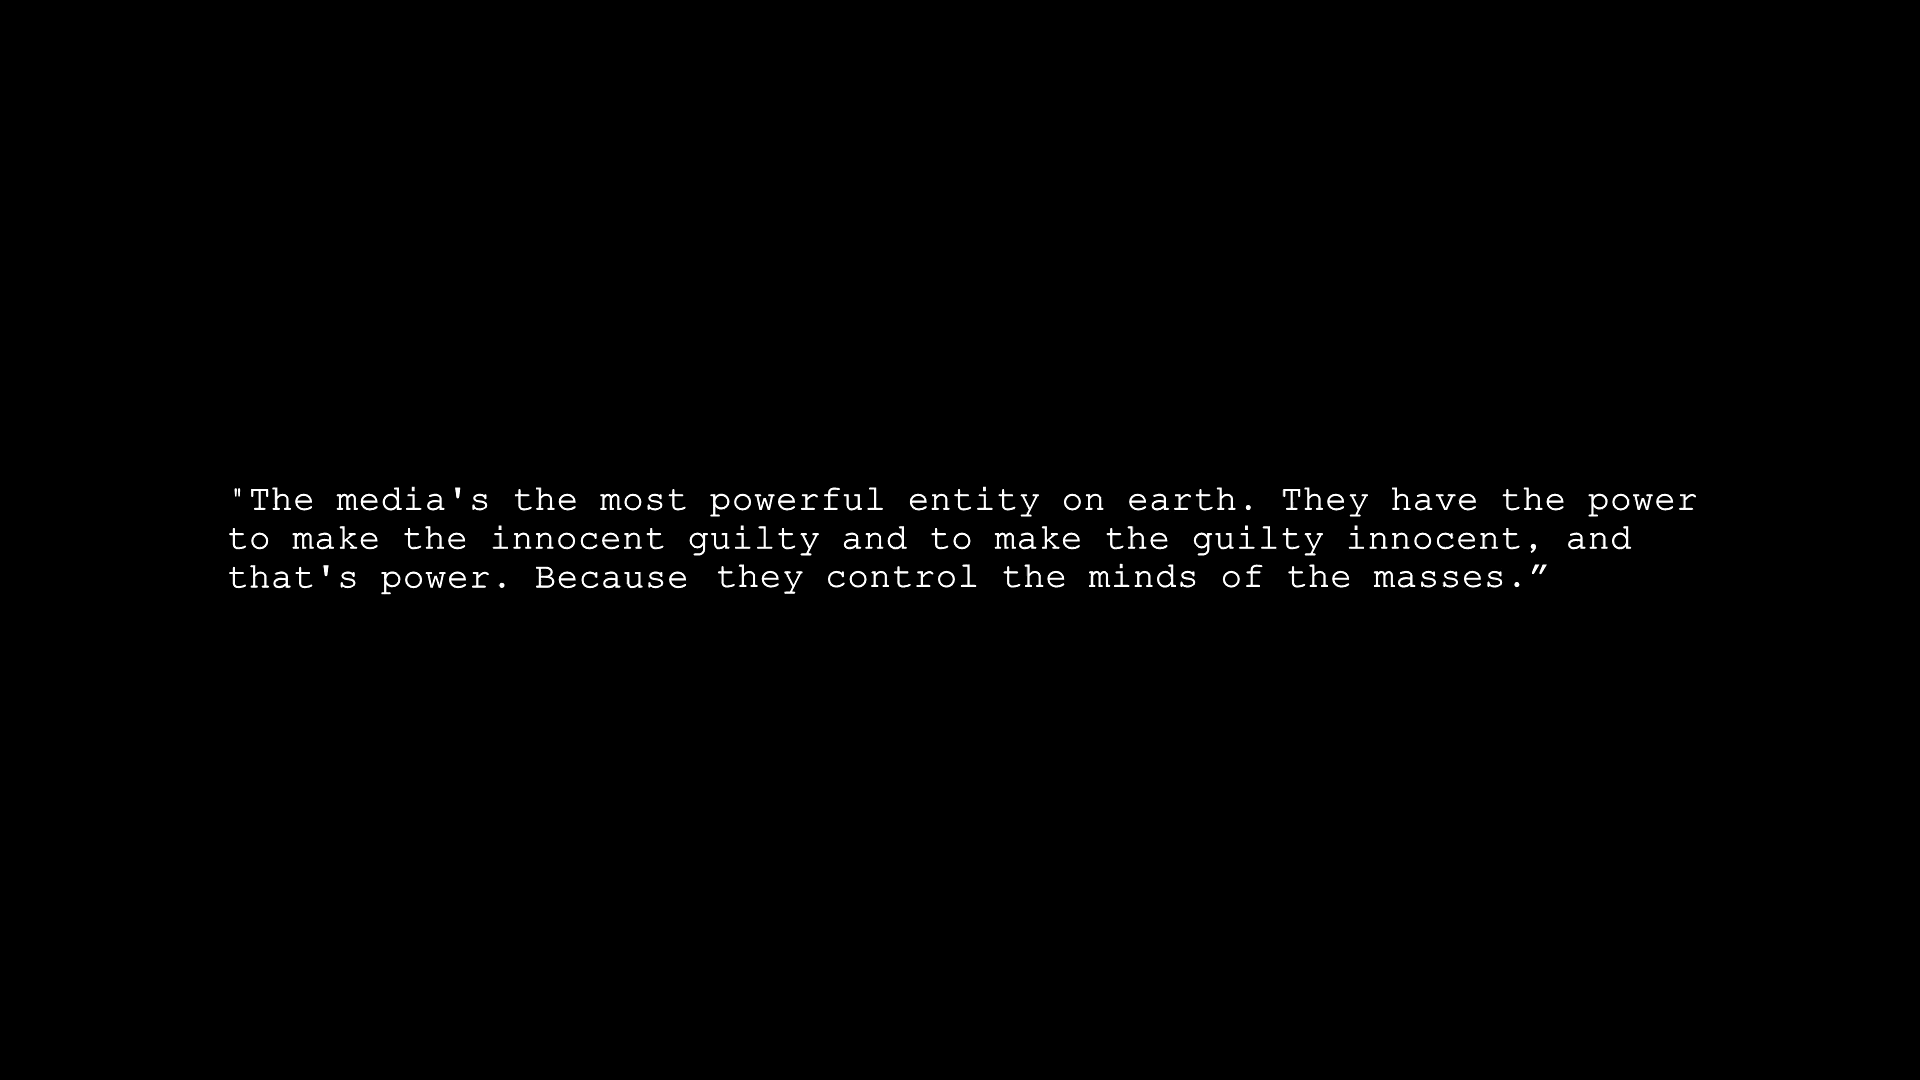 "The media's the most powerful entity on earth. They have the power
to make the innocent guilty and to make the guilty innocent, and
that's power. Because they control the minds of the masses.”